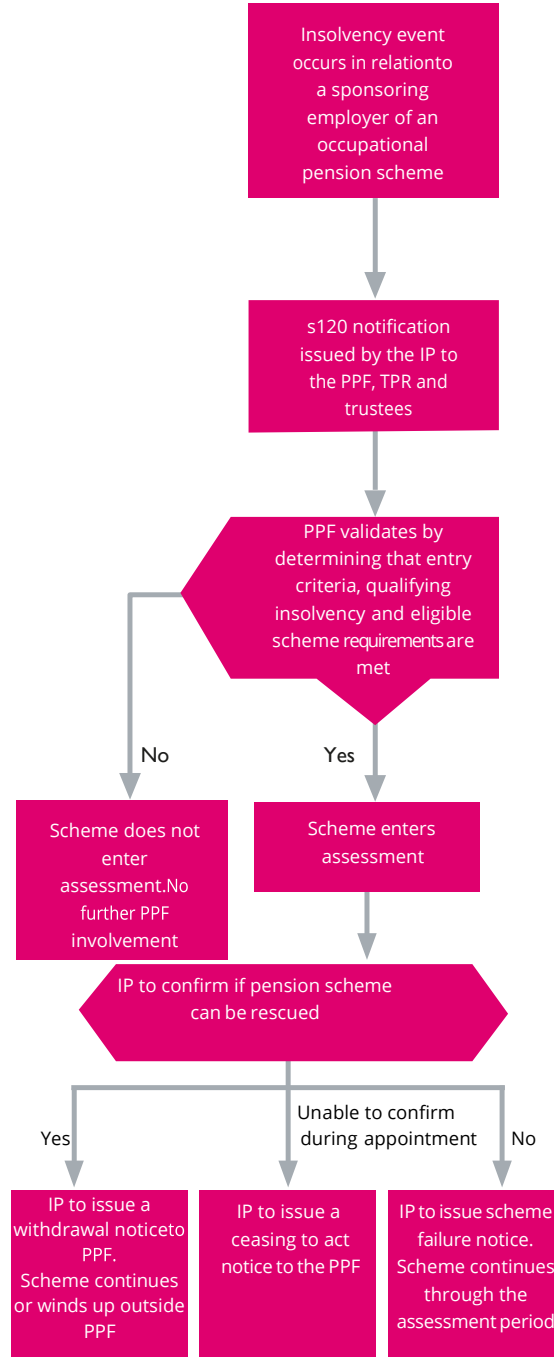 Insolvency event
occurs in relationto
a sponsoring
employer of an
occupational
pension scheme
s120 notification
issued by the IP to
the PPF, TPR and
trustees
PPF validates by
determining that entry
criteria, qualifying
insolvency and eligible
scheme requirements are
met
No
Yes
Scheme does not
enter
assessment.No
further PPF
involvement
Scheme enters
assessment
IP to confirm if pension scheme
can be rescued
Yes
Unable to confirm
during appointment
No
IP to issue a
withdrawal noticeto
PPF.
Scheme continues
or winds up outside
PPF
IP to issue a
ceasing to act
notice to the PPF
IP to issue scheme
failure notice.
Scheme continues
through the
assessment period